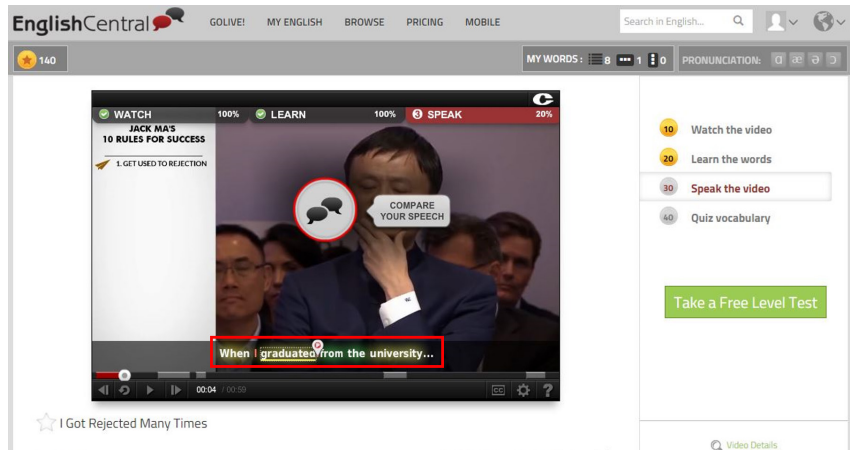 EnglishCentral GOLIVE! MY ENGLISH BROWSE PRICING MOBILE Search in English...
140 MY WORDS: 8 1 0 PRONUNCIATION: ɑ æ ə ɔ
C
WATCH 100% LEARN 100% 3 SPEAK 20%
JACK MA'S
10 RULES FOR SUCCESS
1. GET USED TO REJECTION
COMPARE
YOUR SPEECH
When I graduated from the university...
00:04 / 00:59 CC ?
I Got Rejected Many Times
10 Watch the video
20 Learn the words
30 Speak the video
40 Quiz vocabulary
Take a Free Level Test
Video Details